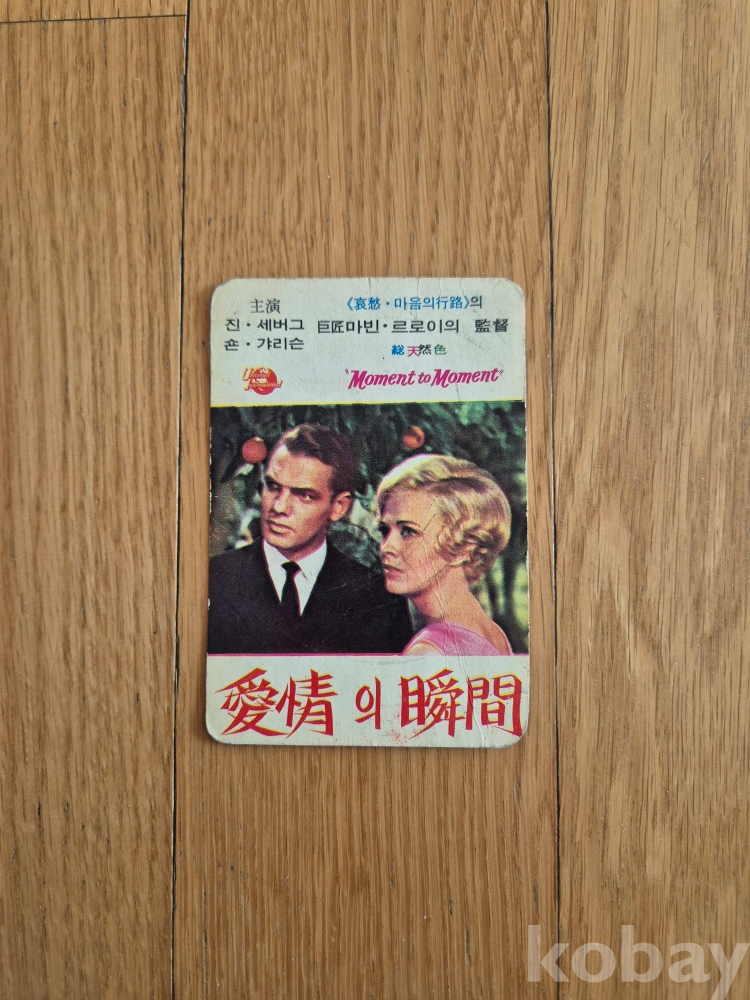 主演
진・세버그
숀・갸리슨
《哀愁・마음의行路》의
巨匠마빈・르로이의 監督
総天然色
"Moment to Moment"
愛情의瞬間
kobay